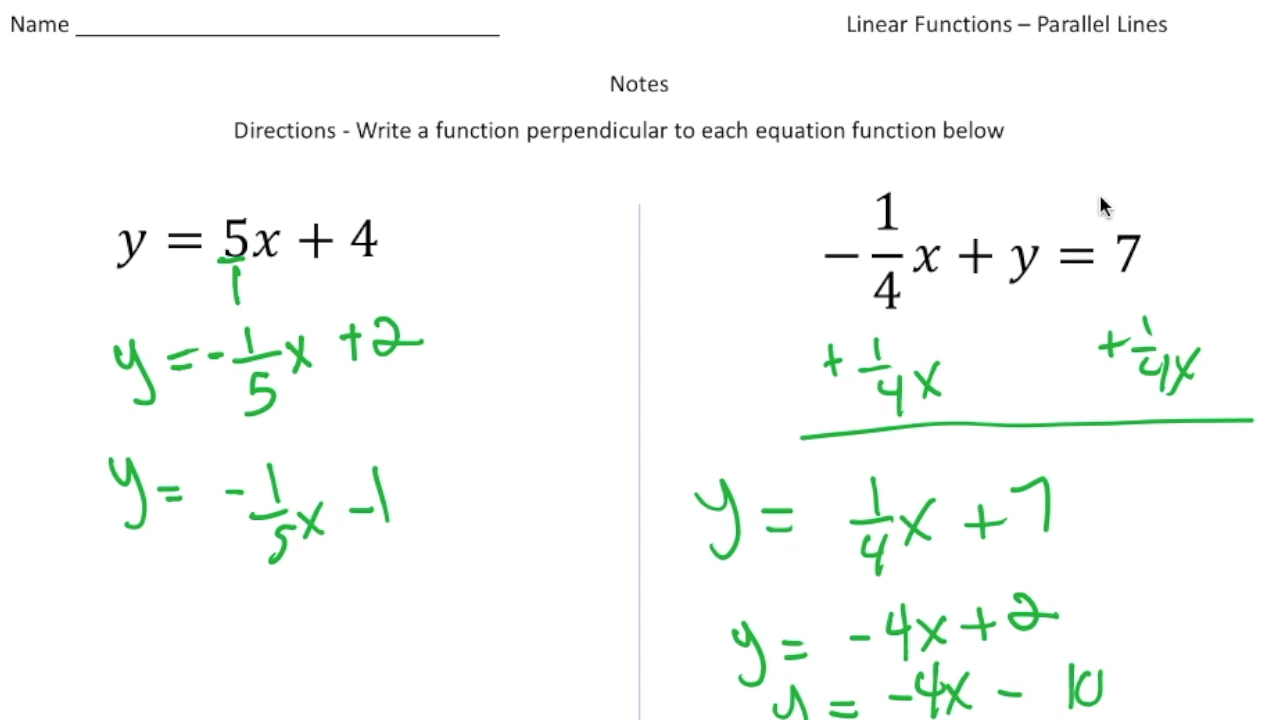 Name ______________________________ Linear Functions – Parallel Lines
Notes
Directions - Write a function perpendicular to each equation function below
y = 5x + 4
1
y = -1/5x + 2
y = -1/5x - 1
-1/4x + y = 7
+1/4x +1/4x
y = 1/4x + 7
y = -4x + 2
y = -4x - 10